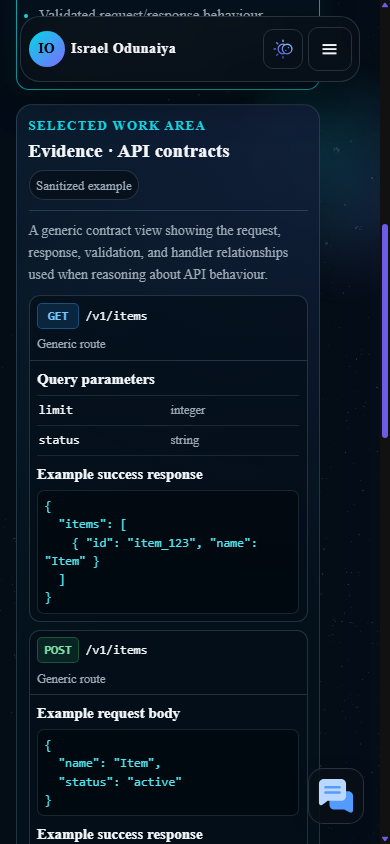 Validated request/response behaviour
IO Israel Odunaiya
SELECTED WORK AREA
Evidence · API contracts
Sanitized example
A generic contract view showing the request,
response, validation, and handler relationships
used when reasoning about API behaviour.
GET /v1/items
Generic route
Query parameters
limit integer
status string
Example success response
{
"items": [
{ "id": "item_123", "name":
"Item" }
]
}
POST /v1/items
Generic route
Example request body
{
"name": "Item",
"status": "active"
}
Example success response